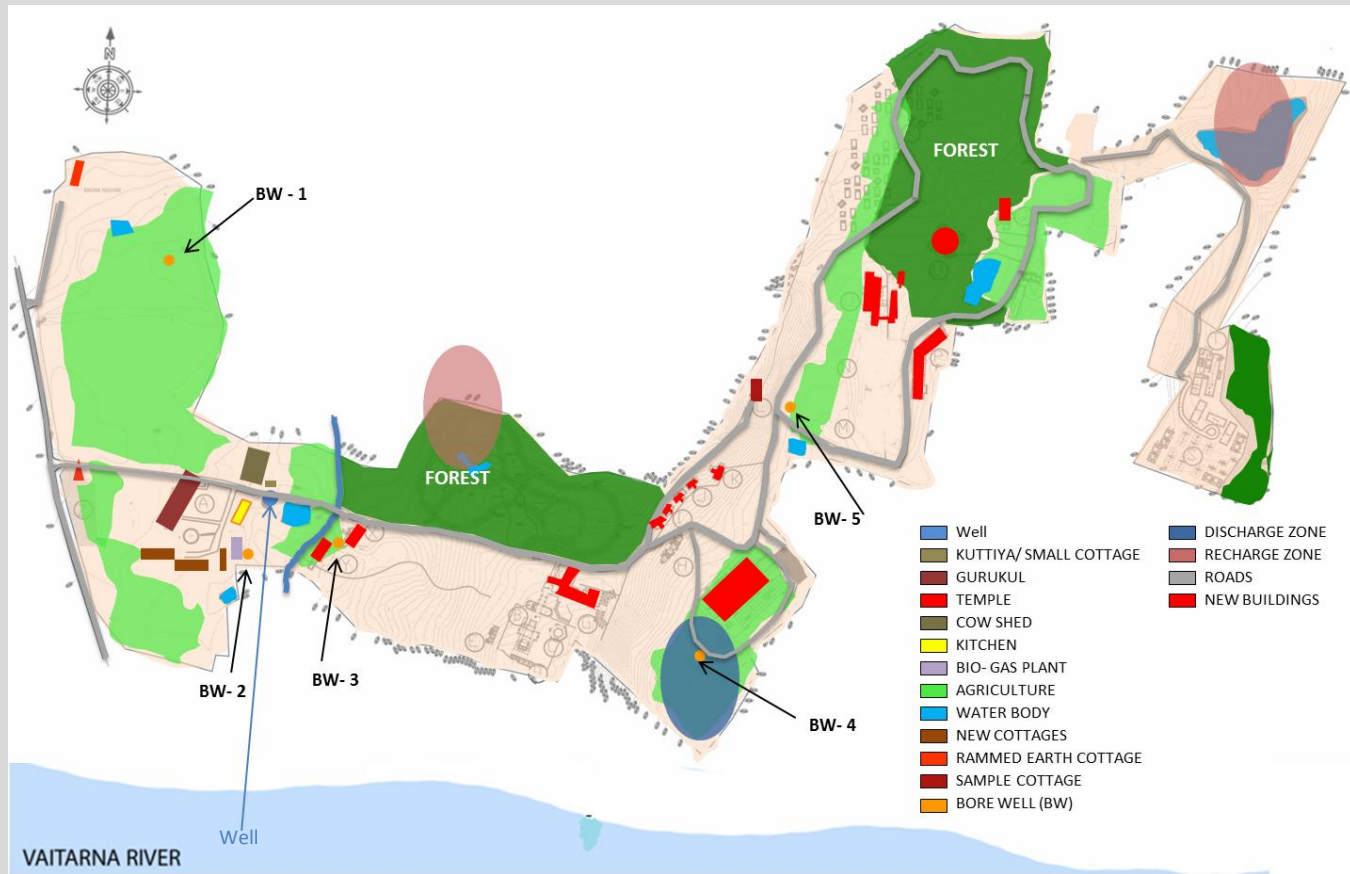 N
BW - 1
FOREST
FOREST
BW- 5
BW- 2
BW- 3
BW- 4
Well
VAITARNA RIVER
A
G
H
J
K
L
M
N
Well
KUTTIYA/ SMALL COTTAGE
GURUKUL
TEMPLE
COW SHED
KITCHEN
BIO- GAS PLANT
AGRICULTURE
WATER BODY
NEW COTTAGES
RAMMED EARTH COTTAGE
SAMPLE COTTAGE
BORE WELL (BW)
DISCHARGE ZONE
RECHARGE ZONE
ROADS
NEW BUILDINGS